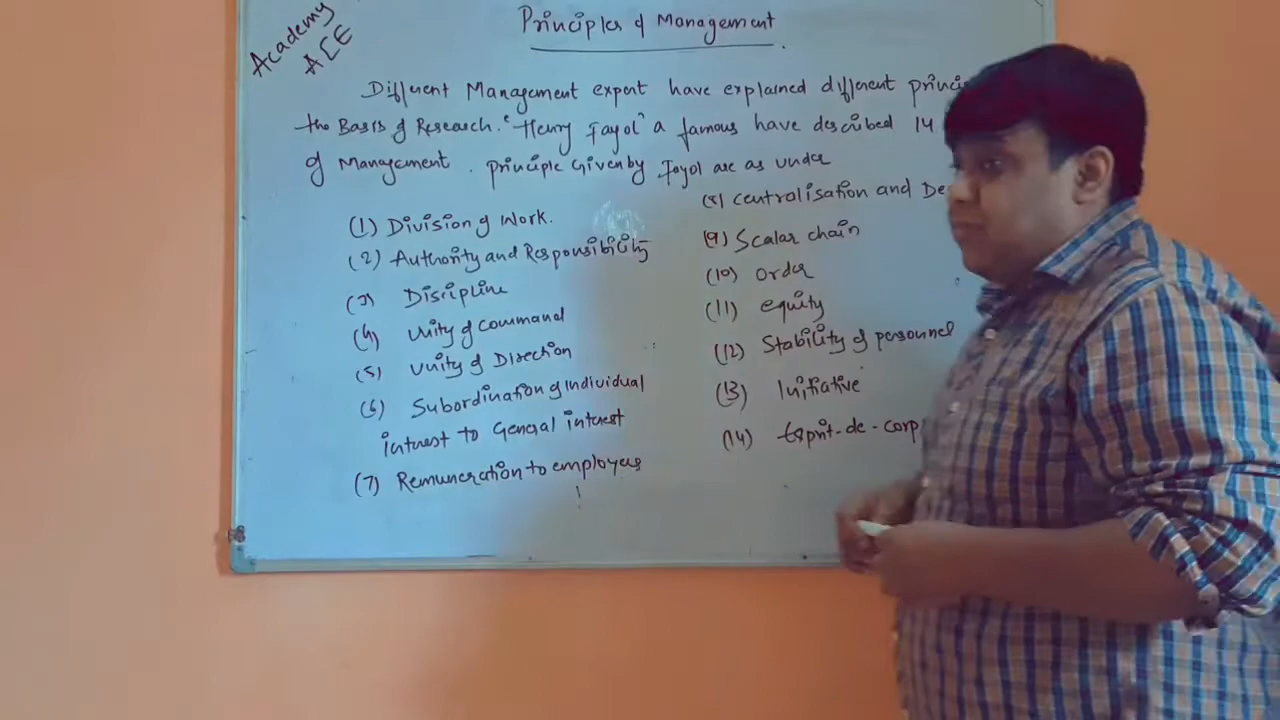 Academy
ACE
Principles of Management
Different Management expert have explained different princi
the Basis of Research. "Henry Fayol" a famous have described 14
of Management. principle Given by Fayol are as under
(1) Division of Work.
(2) Authority and Responsibility
(3) Discipline
(4) Unity of command
(5) Unity of Direction
(6) Subordination of individual
interest to General interest
(7) Remuneration to employees
(8) centralisation and De
(9) Scalar chain
(10) Order
(11) equity
(12) Stability of personnel
(13) Initiative
(14) Esprit-de-corp